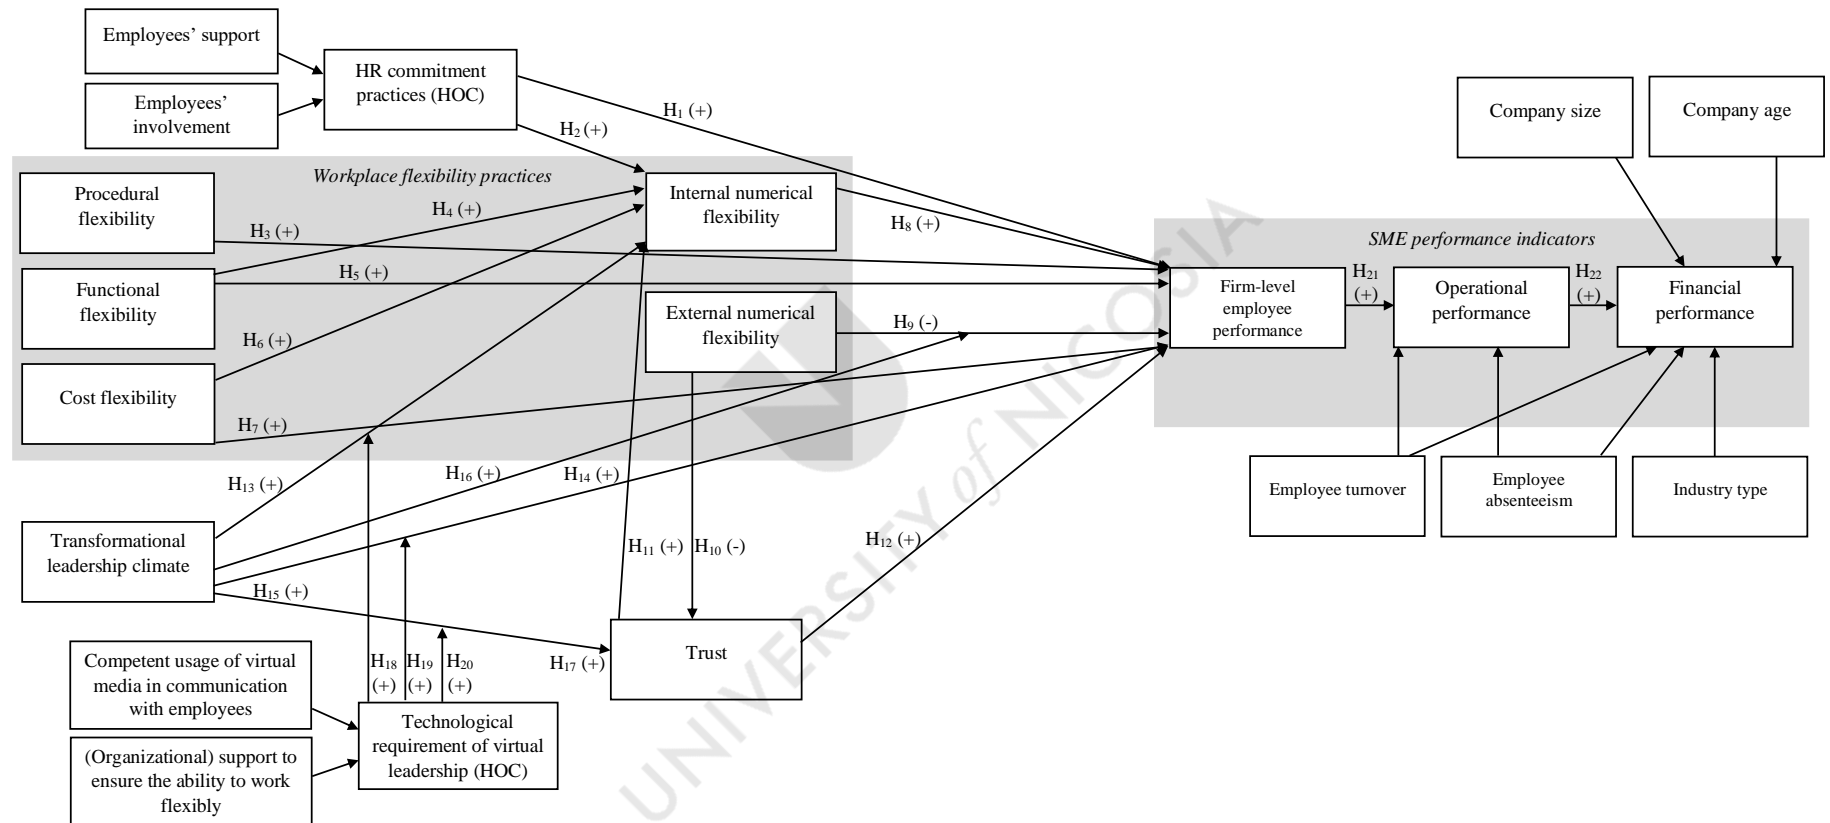 Employees’ support
Employees’
involvement
HR commitment
practices (HOC)
H1 (+)
H2 (+)
Company size
Company age
Workplace flexibility practices
Procedural
flexibility
Internal numerical
flexibility
H3 (+)
H4 (+)
H8 (+)
Functional
flexibility
H5 (+)
External numerical
flexibility
H6 (+)
H9 (-)
Cost flexibility
H7 (+)
SME performance indicators
Firm-level
employee
performance
H21
(+)
Operational
performance
H22
(+)
Financial
performance
Employee turnover
Employee
absenteeism
Industry type
H13 (+)
H16 (+)
H14 (+)
Transformational
leadership climate
H11 (+)
H10 (-)
H12 (+)
H15 (+)
H17 (+)
Trust
H18
(+)
H19
(+)
H20
(+)
Competent usage of virtual
media in communication
with employees
Technological
requirement of virtual
leadership (HOC)
(Organizational) support to
ensure the ability to work
flexibly
UNIVERSITY of NICOSIA